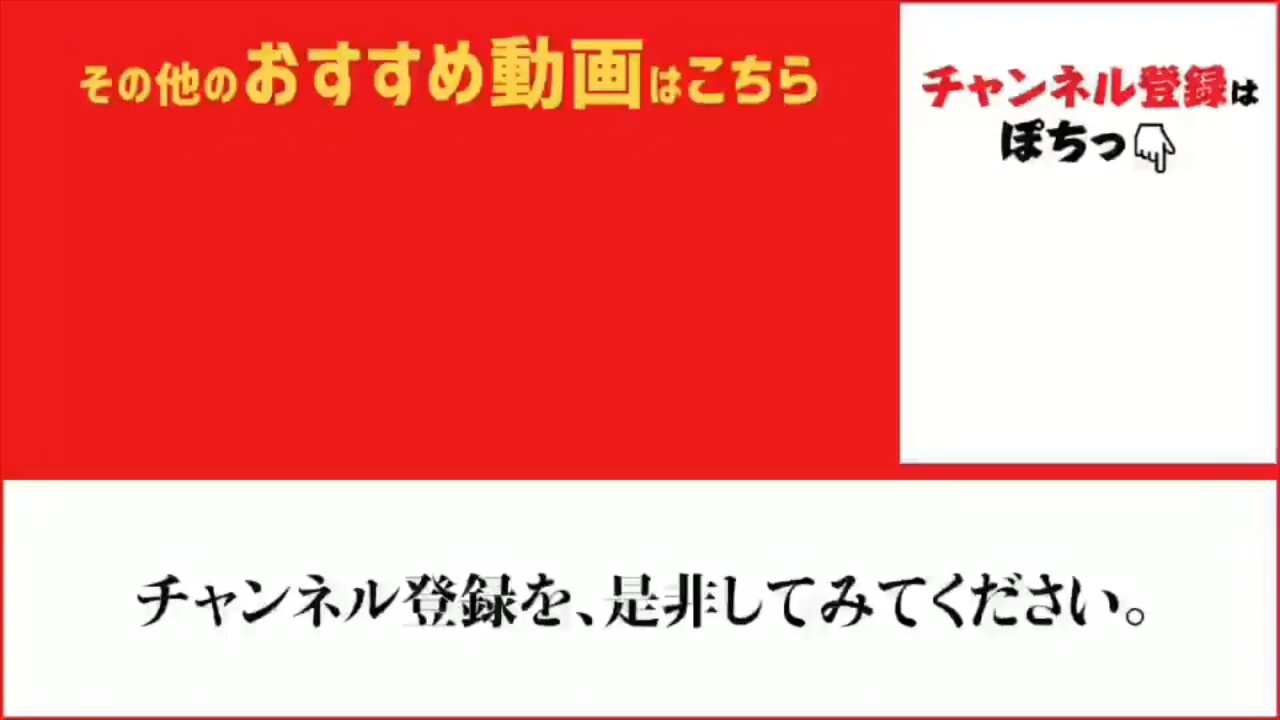 その他のおすすめ動画はこちら
チャンネル登録は
ぽちっ
チャンネル登録を、是非してみてください。